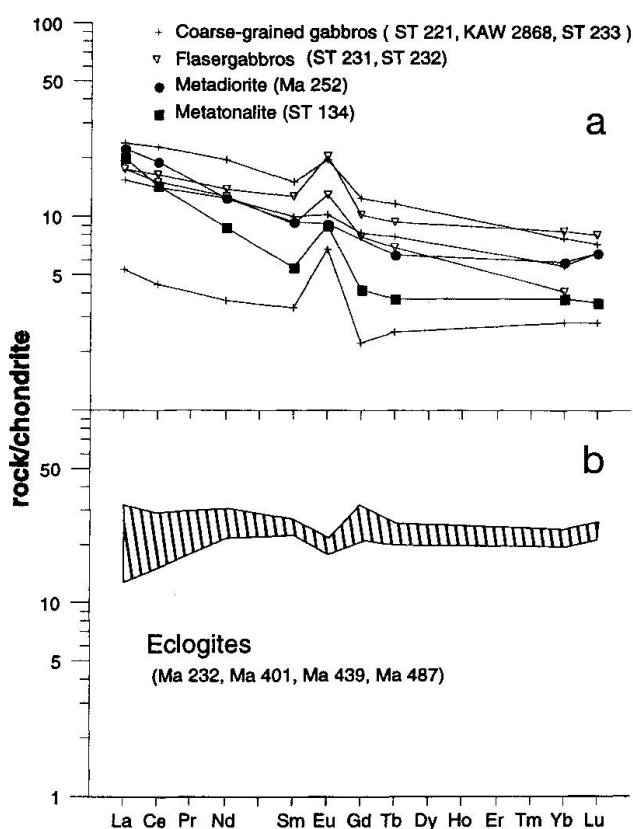 100
50
10
5
+ Coarse-grained gabbros ( ST 221, KAW 2868, ST 233)
▽ Flasergabbros (ST 231, ST 232)
● Metadiorite (Ma 252)
■ Metatonalite (ST 134)
a
rock/chondrite
50
10
5
1
b
Eclogites
(Ma 232, Ma 401, Ma 439, Ma 487)
La Ce Pr Nd Sm Eu Gd Tb Dy Ho Er Tm Yb Lu